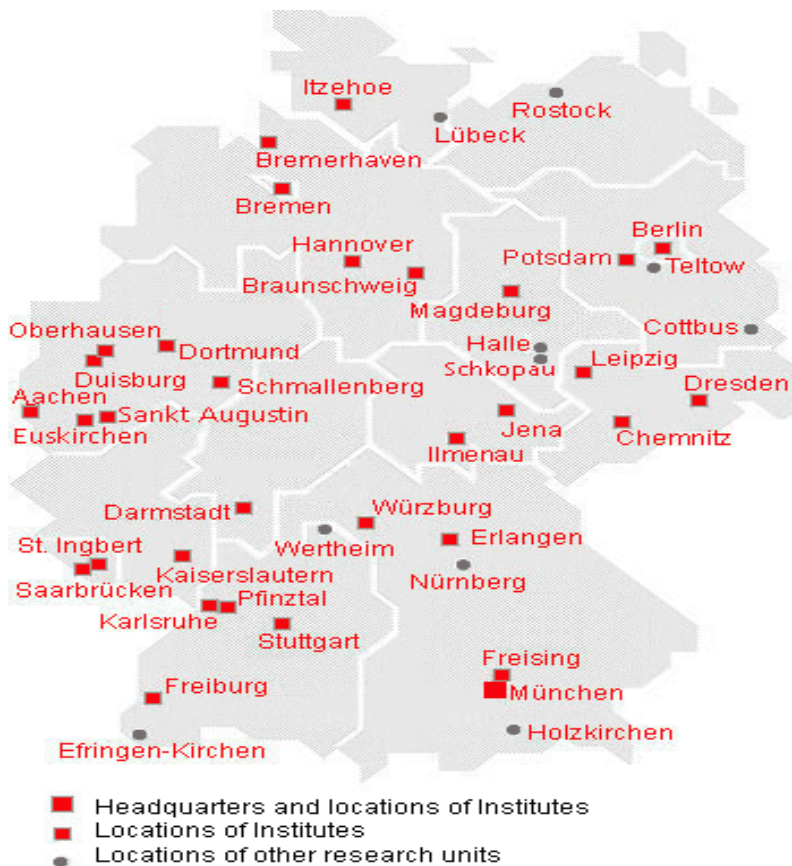 Itzehoe
Rostock
Lübeck
Bremerhaven
Bremen
Hannover
Berlin
Potsdam
Teltow
Braunschweig
Magdeburg
Oberhausen
Dortmund
Halle
Cottbus
Schkopau
Leipzig
Duisburg
Schmallenberg
Dresden
Aachen
Sankt Augustin
Euskirchen
Jena
Chemnitz
Ilmenau
Darmstadt
Würzburg
Wertheim
Erlangen
St. Ingbert
Kaiserslautern
Nürnberg
Saarbrücken
Pfinztal
Karlsruhe
Stuttgart
Freising
Freiburg
München
Holzkirchen
Efringen-Kirchen
Headquarters and locations of Institutes
Locations of Institutes
Locations of other research units